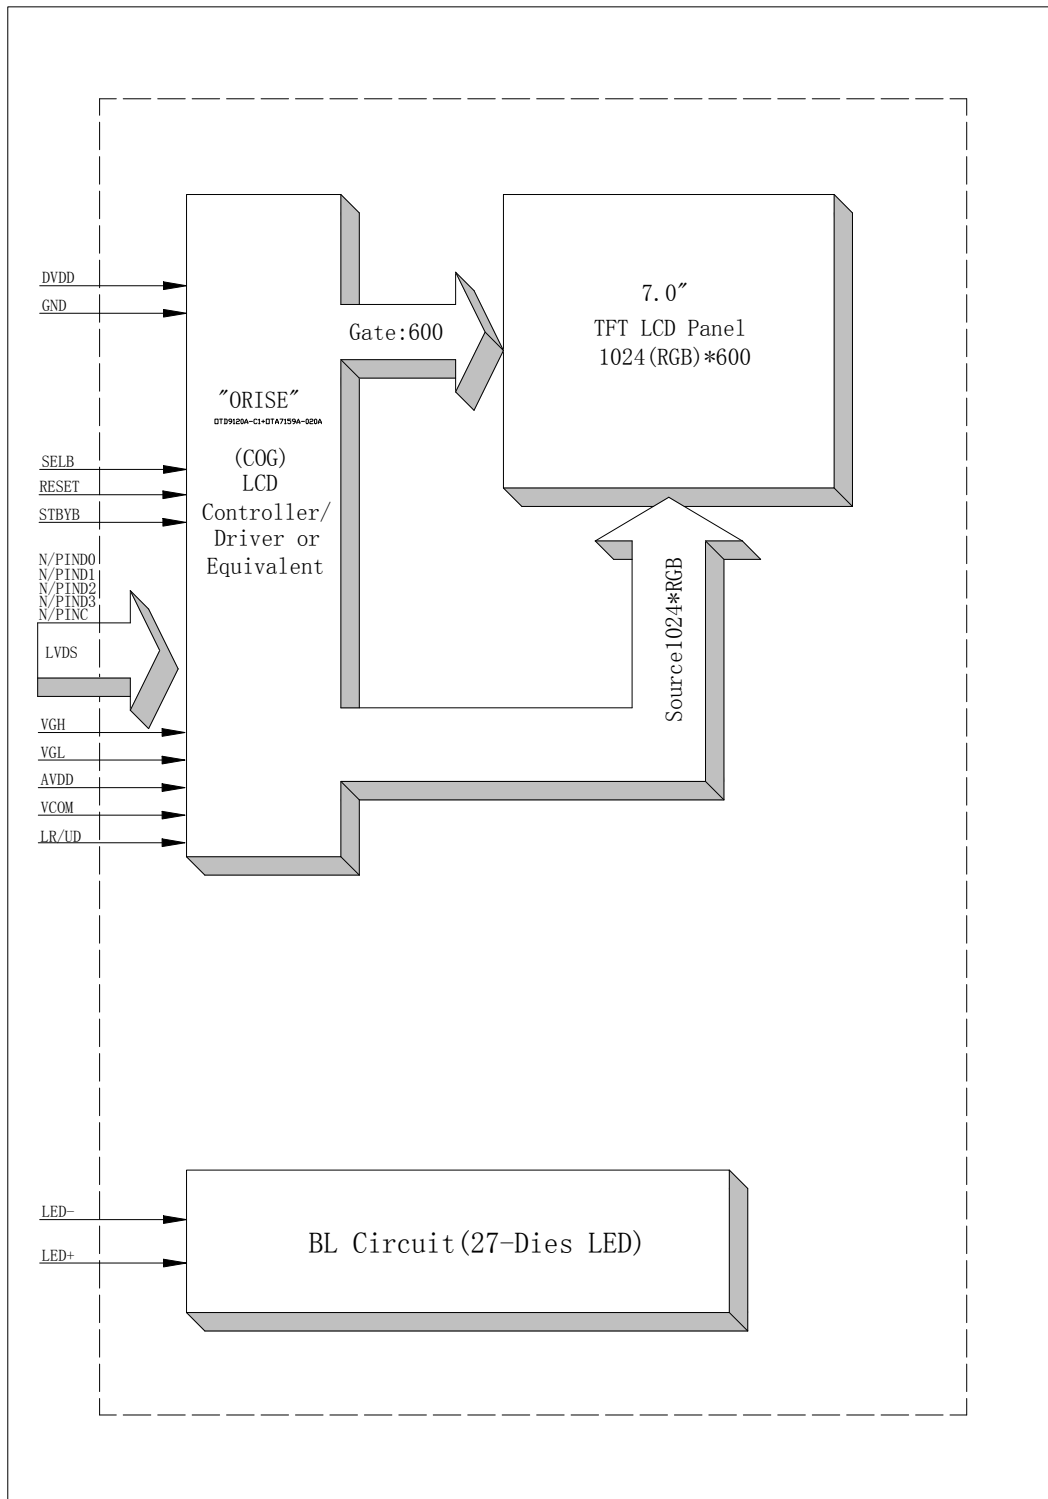 DVDD
GND
SELB
RESET
STBYB
N/PIND0
N/PIND1
N/PIND2
N/PIND3
N/PINC
LVDS
VGH
VGL
AVDD
VCOM
LR/UD
"ORISE"
OTD9120A-C1+OTA7159A-020A
(COG)
LCD
Controller/
Driver or
Equivalent
Gate:600
7.0"
TFT LCD Panel
1024(RGB)*600
Source1024*RGB
LED-
LED+
BL Circuit(27-Dies LED)